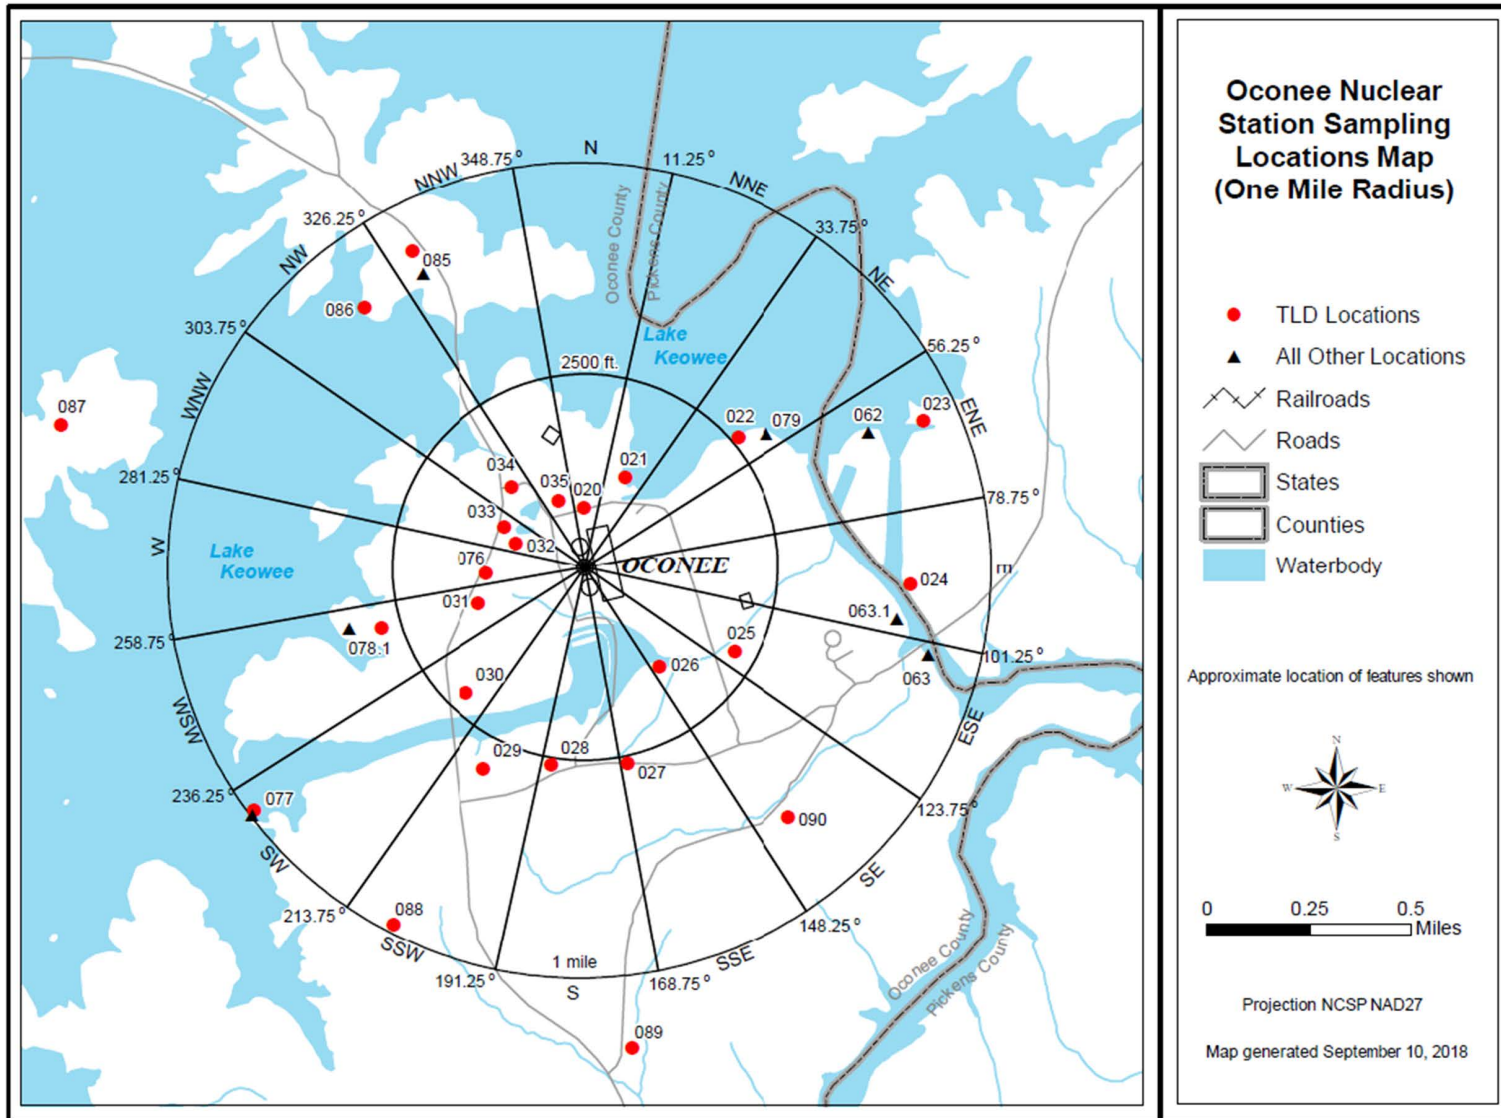 N
348.75°
11.25°
NNW
NNE
326.25°
33.75°
Oconee County
Pickens County
NW
085
NE
086
303.75°
Lake
Keowee
56.25°
2500 ft.
WNW
087
022
079
062
023
ENE
034
021
281.25°
035
020
78.75°
033
W
032
Lake
Keowee
076
OCONEE
E
024
031
063.1
258.75°
078.1
025
101.25°
026
063
030
WSW
ESE
029
028
027
236.25°
077
123.75°
090
SW
SE
213.75°
088
148.25°
SSW
SSE
1 mile
191.25°
S
168.75°
Oconee County
Pickens County
089
Oconee Nuclear
Station Sampling
Locations Map
(One Mile Radius)
TLD Locations
All Other Locations
Railroads
Roads
States
Counties
Waterbody
Approximate location of features shown
N
W E
S
0 0.25 0.5
Miles
Projection NCSP NAD27
Map generated September 10, 2018